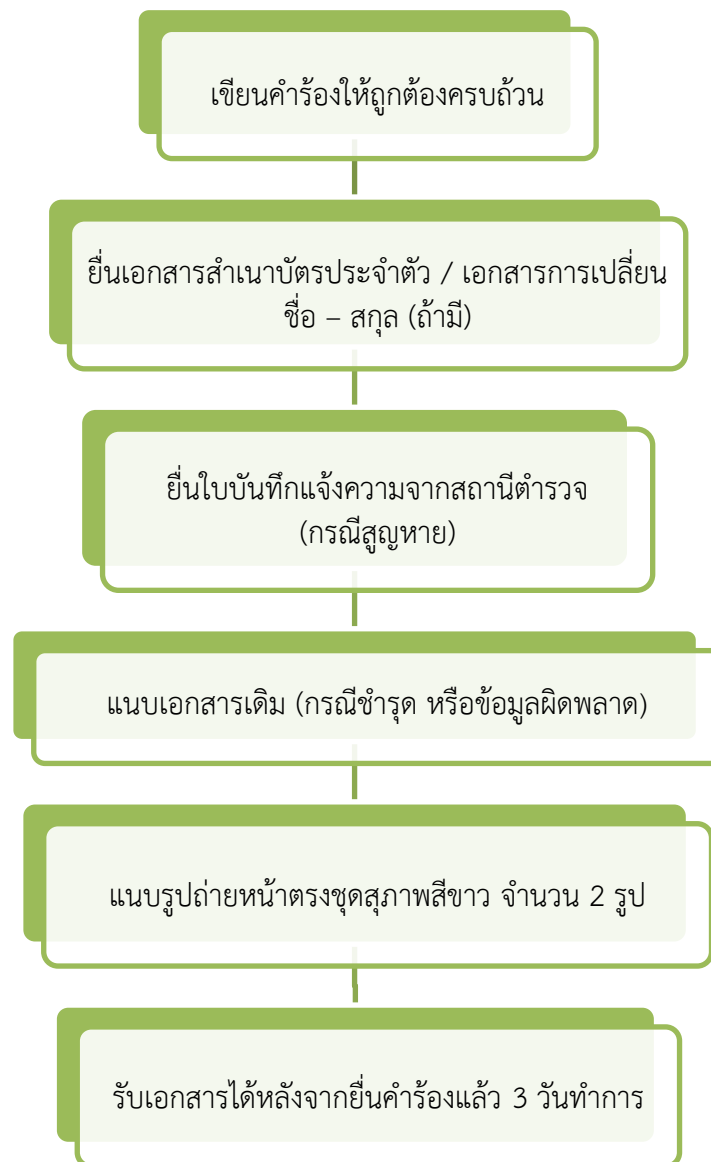 เขียนคำร้องให้ถูกต้องครบถ้วน
ยื่นเอกสารสำเนาบัตรประจำตัว / เอกสารการเปลี่ยน
ชื่อ – สกุล (ถ้ามี)
ยื่นใบบันทึกแจ้งความจากสถานีตำรวจ
(กรณีสูญหาย)
แนบเอกสารเดิม (กรณีชำรุด หรือข้อมูลผิดพลาด)
แนบรูปถ่ายหน้าตรงชุดสุภาพสีขาว จำนวน 2 รูป
รับเอกสารได้หลังจากยื่นคำร้องแล้ว 3 วันทำการ